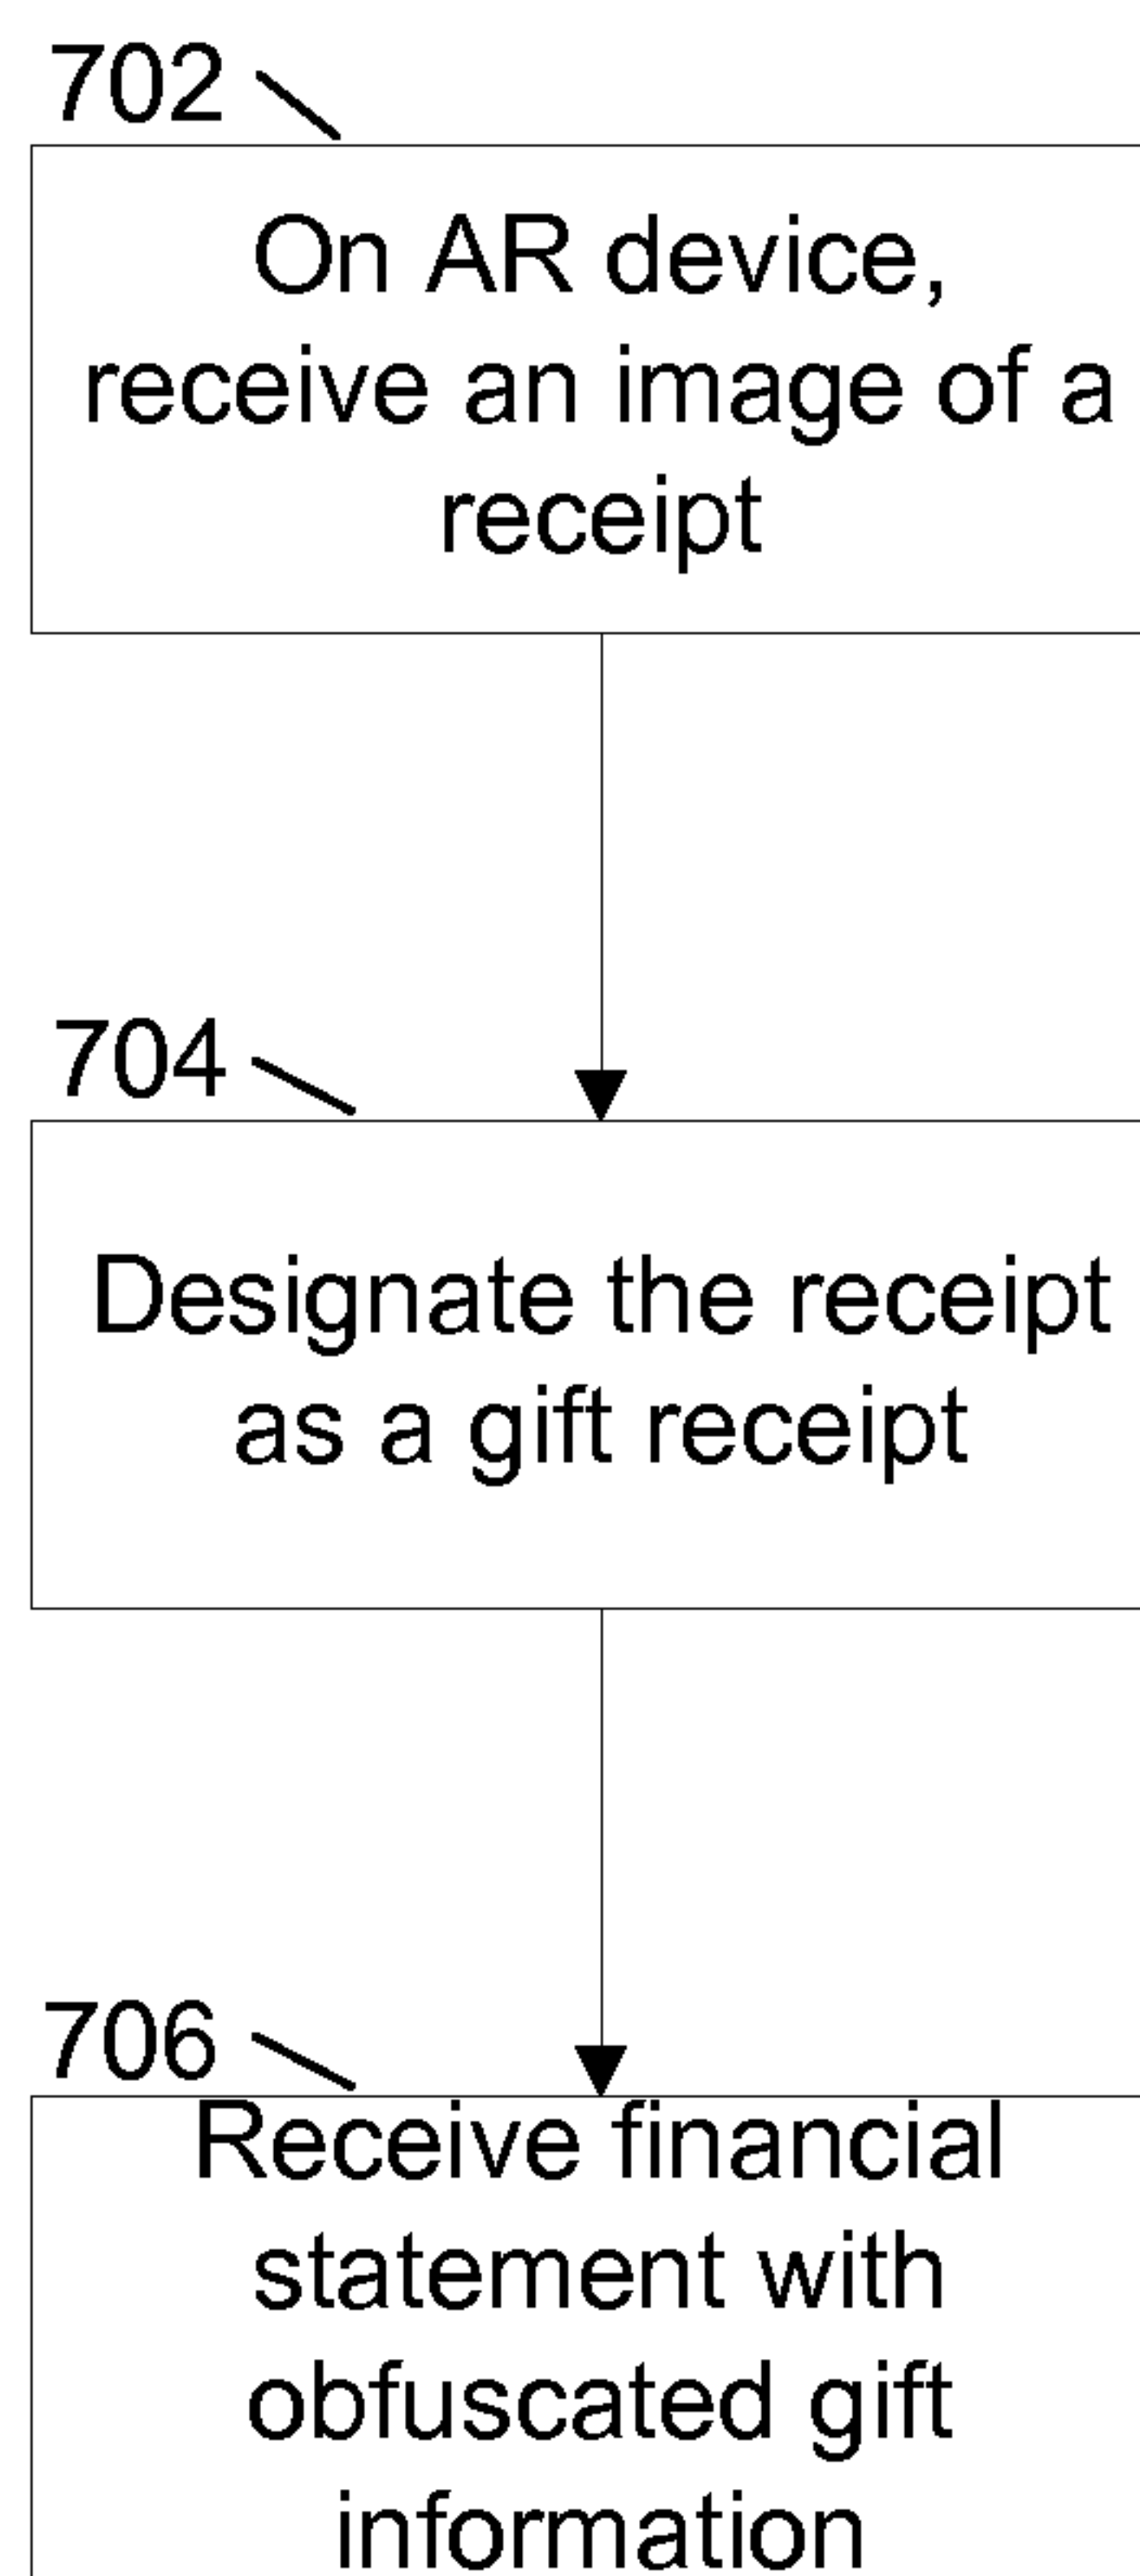 702
On AR device,
receive an image of a
receipt
704
Designate the receipt
as a gift receipt
706
Receive financial
statement with
obfuscated gift
information